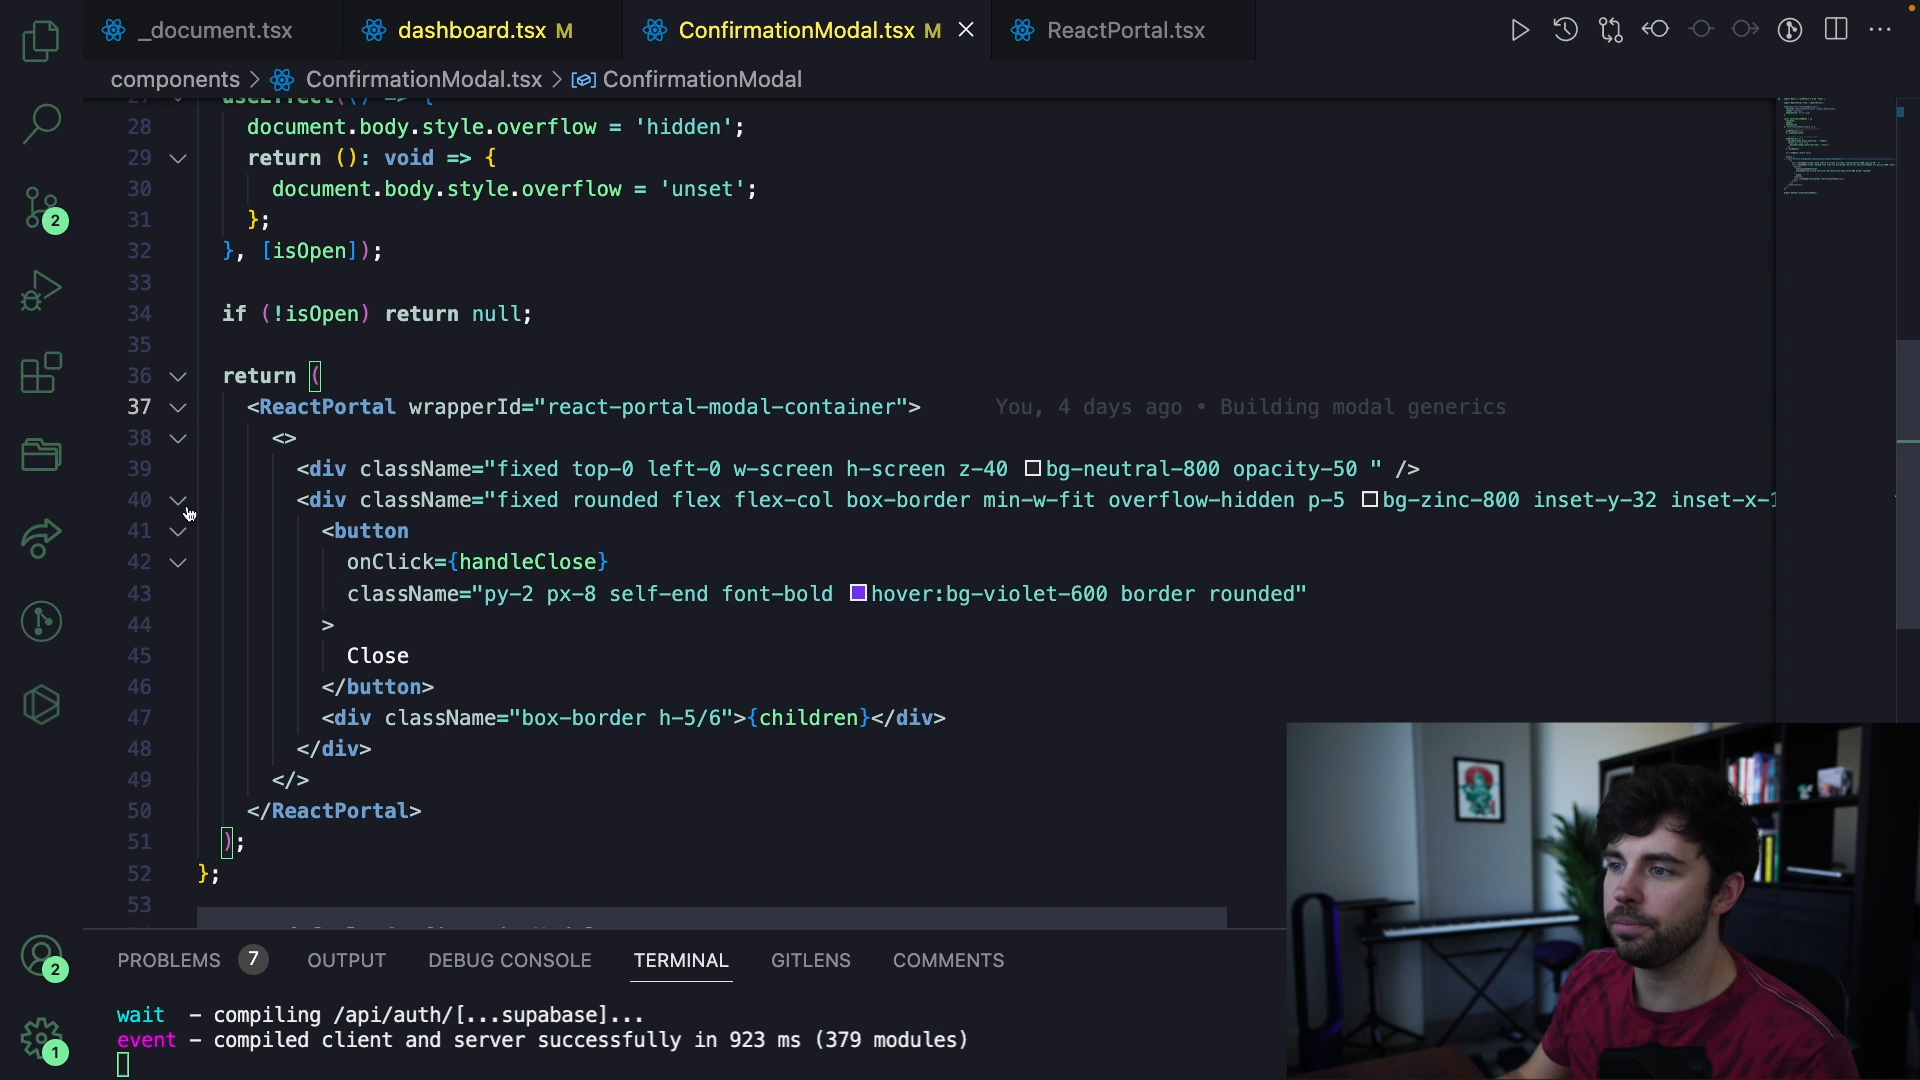 _document.tsx
dashboard.tsx M
ConfirmationModal.tsx M
ReactPortal.tsx
components > ConfirmationModal.tsx > ConfirmationModal
27 useEffect(() => {
28 document.body.style.overflow = 'hidden';
29 return (): void => {
30 document.body.style.overflow = 'unset';
31 };
32 }, [isOpen]);
33
34 if (!isOpen) return null;
35
36 return (
37 <ReactPortal wrapperId="react-portal-modal-container"> You, 4 days ago • Building modal generics
38 <>
39 <div className="fixed top-0 left-0 w-screen h-screen z-40 bg-neutral-800 opacity-50 " />
40 <div className="fixed rounded flex flex-col box-border min-w-fit overflow-hidden p-5 bg-zinc-800 inset-y-32 inset-x-
41 <button
42 onClick={handleClose}
43 className="py-2 px-8 self-end font-bold hover:bg-violet-600 border rounded"
44 >
45 Close
46 </button>
47 <div className="box-border h-5/6">{children}</div>
48 </div>
49 </>
50 </ReactPortal>
51 );
52 };
53
2
2
1
PROBLEMS 7 OUTPUT DEBUG CONSOLE TERMINAL GITLENS COMMENTS
wait - compiling /api/auth/[...supabase]...
event - compiled client and server successfully in 923 ms (379 modules)